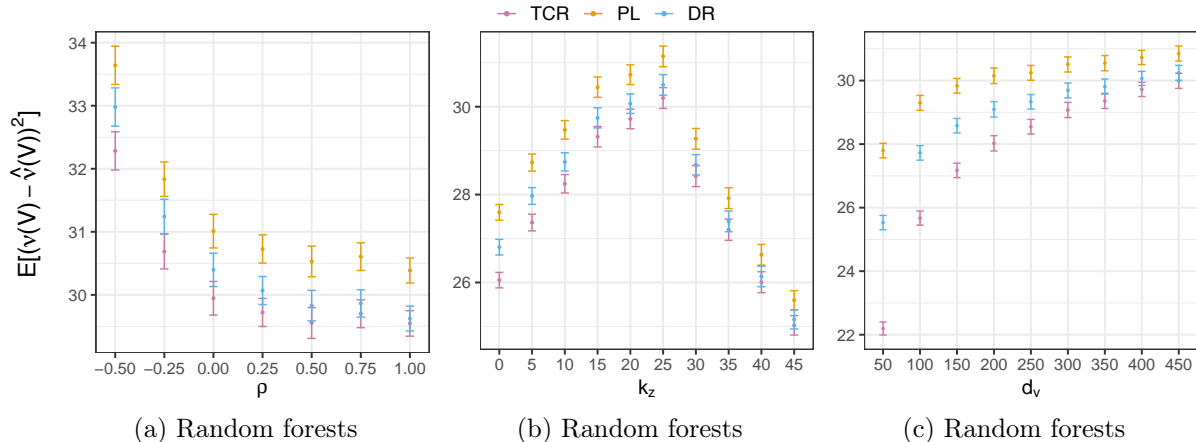 TCR PL DR
E[(ν(V) − ν̂(V))²]
34
33
32
31
30
29
−0.50 −0.25 0.00 0.25 0.50 0.75 1.00
ρ
(a) Random forests
30
28
26
0 5 10 15 20 25 30 35 40 45
k_z
(b) Random forests
32
30
28
26
24
22
50 100 150 200 250 300 350 400 450
d_v
(c) Random forests